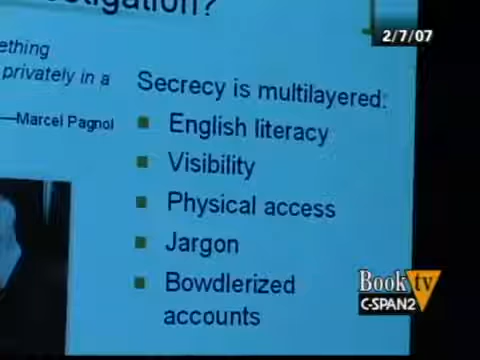 tigation?
2/7/07
ething
privately in a
—Marcel Pagnol
Secrecy is multilayered:
English literacy
Visibility
Physical access
Jargon
Bowdlerized
accounts
Book tv
C-SPAN2